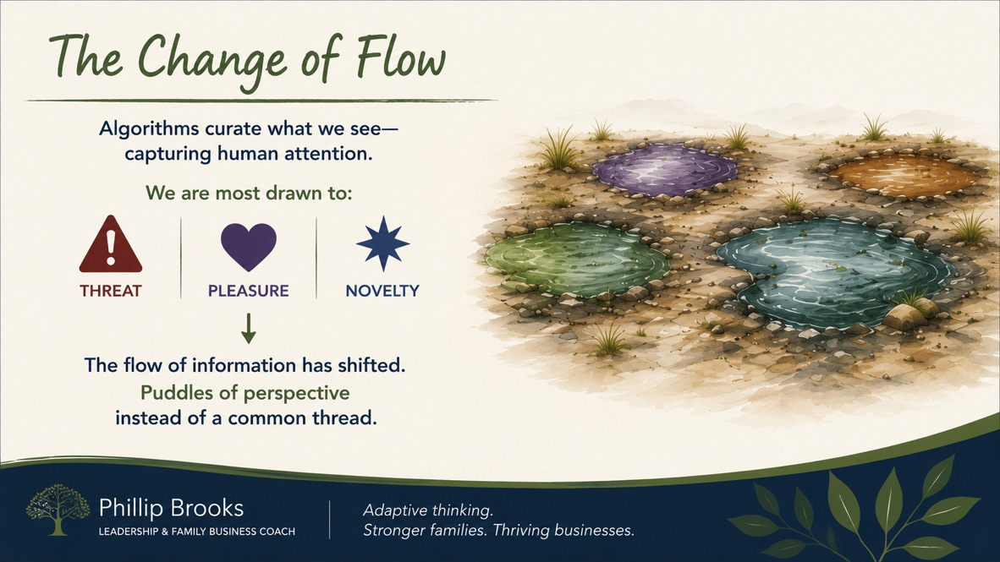 The Change of Flow
Algorithms curate what we see—
capturing human attention.
We are most drawn to:
THREAT
PLEASURE
NOVELTY
The flow of information has shifted.
Puddles of perspective
instead of a common thread.
Phillip Brooks
LEADERSHIP & FAMILY BUSINESS COACH
Adaptive thinking.
Stronger families. Thriving businesses.